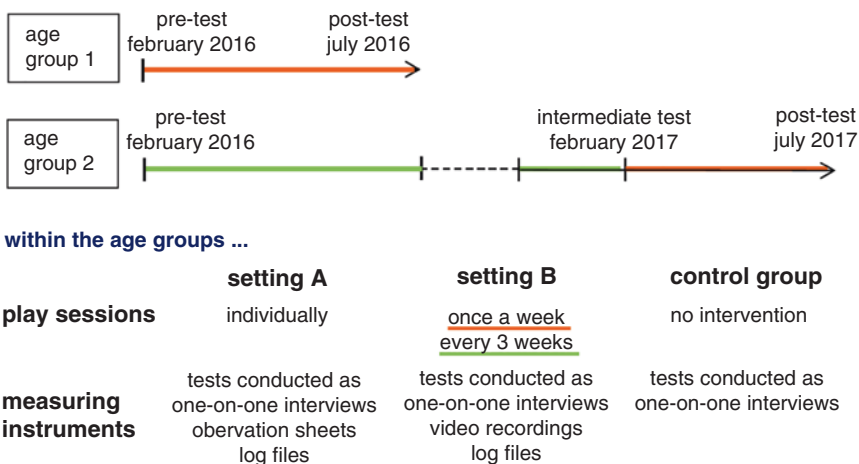 age
group 1
pre-test
february 2016
post-test
july 2016
age
group 2
pre-test
february 2016
intermediate test
february 2017
post-test
july 2017
within the age groups ...
setting A
setting B
control group
play sessions
individually
once a week
every 3 weeks
no intervention
measuring
instruments
tests conducted as
one-on-one interviews
obervation sheets
log files
tests conducted as
one-on-one interviews
video recordings
log files
tests conducted as
one-on-one interviews